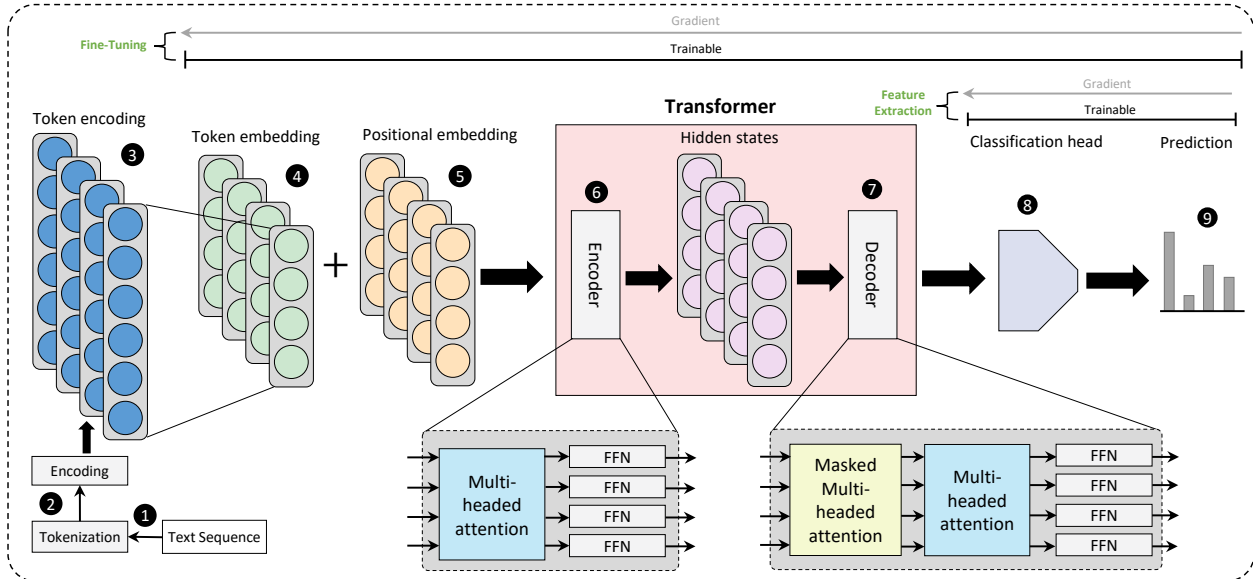 Gradient
Fine-Tuning
Trainable
Gradient
Feature
Extraction
Trainable
Transformer
Token encoding
Token embedding
Positional embedding
Hidden states
Classification head
Prediction
3
4
5
6
7
8
9
Encoder
+
Decoder
Encoding
2
1
Tokenization
Text Sequence
Multi-
headed
attention
FFN
FFN
FFN
FFN
Masked
Multi-
headed
attention
Multi-
headed
attention
FFN
FFN
FFN
FFN